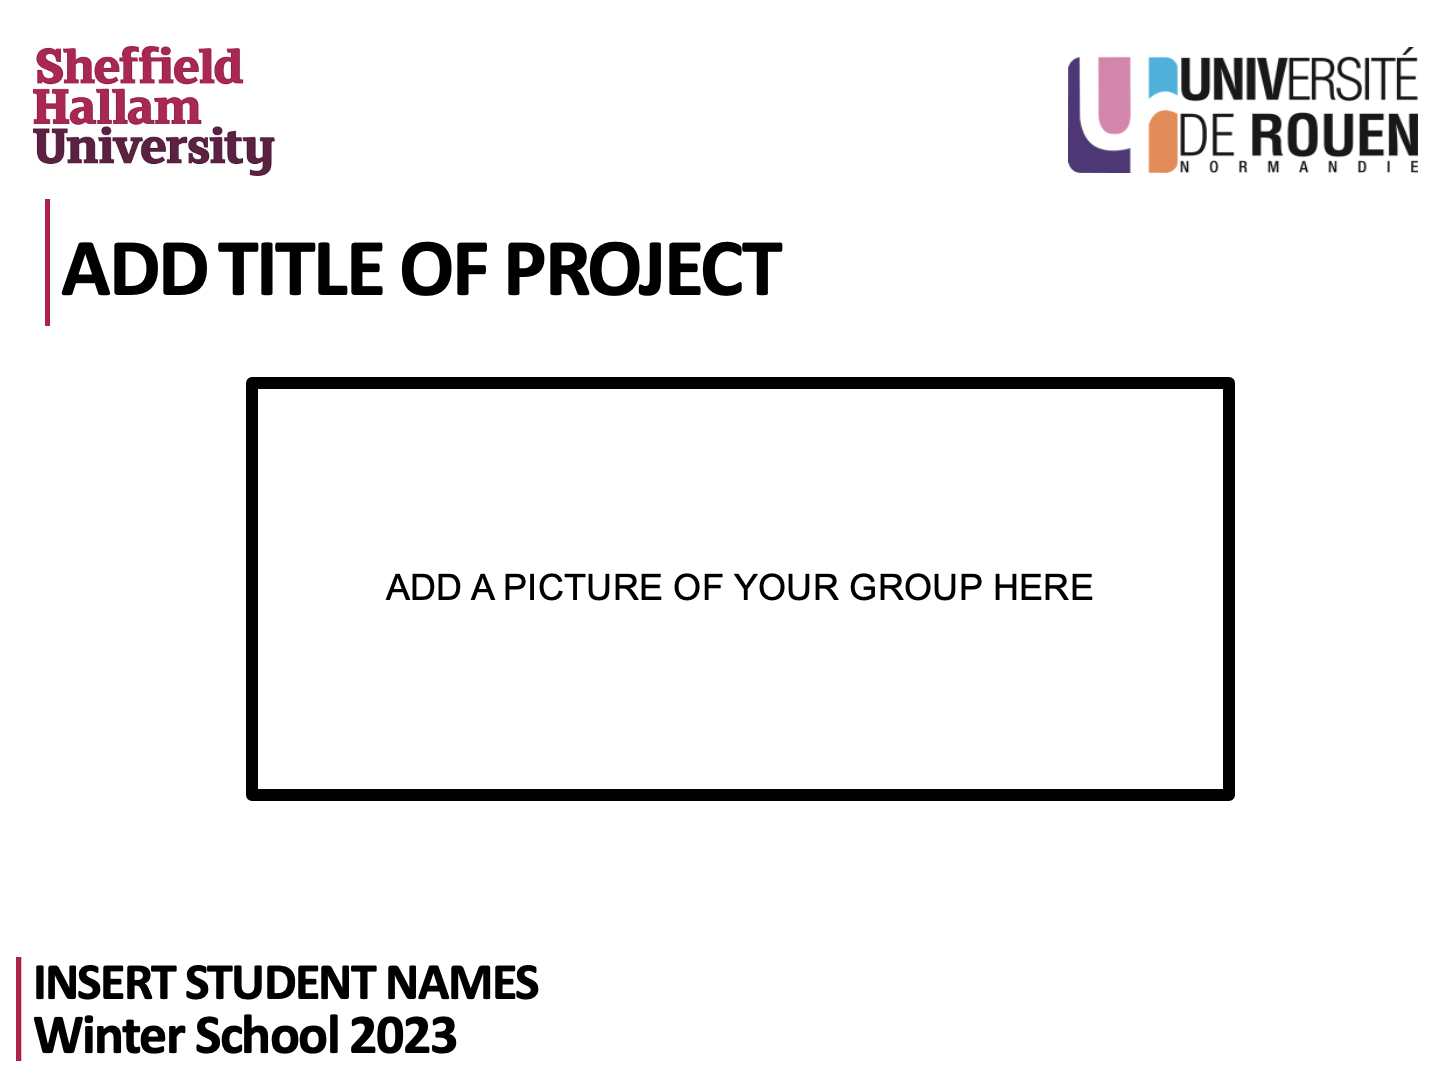 Sheffield
Hallam
University
UNIVERSITÉ
DE ROUEN
NORMANDIE
ADD TITLE OF PROJECT
ADD A PICTURE OF YOUR GROUP HERE
INSERT STUDENT NAMES
Winter School 2023